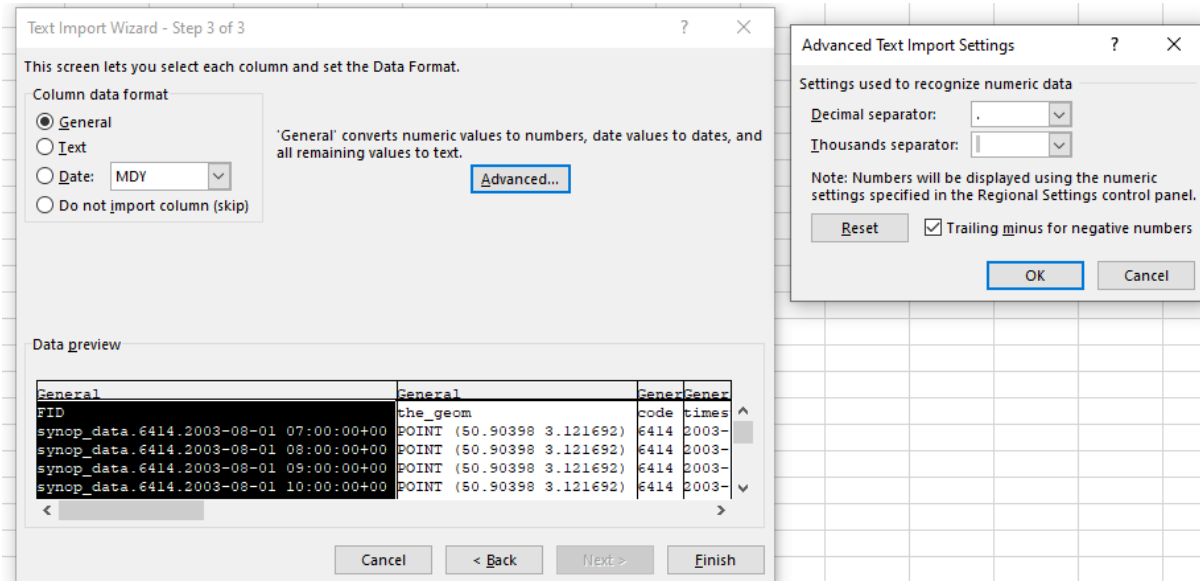 Text Import Wizard - Step 3 of 3
This screen lets you select each column and set the Data Format.
Column data format
General
Text
Date: MDY
Do not import column (skip)
'General' converts numeric values to numbers, date values to dates, and
all remaining values to text.
Advanced...
Data preview
General General Gener Gener
FID the_geom code times
synop_data.6414.2003-08-01 07:00:00+00 POINT (50.90398 3.121692) 6414 2003-
synop_data.6414.2003-08-01 08:00:00+00 POINT (50.90398 3.121692) 6414 2003-
synop_data.6414.2003-08-01 09:00:00+00 POINT (50.90398 3.121692) 6414 2003-
synop_data.6414.2003-08-01 10:00:00+00 POINT (50.90398 3.121692) 6414 2003-
Cancel < Back Next > Finish
Advanced Text Import Settings
Settings used to recognize numeric data
Decimal separator: .
Thousands separator:
Note: Numbers will be displayed using the numeric
settings specified in the Regional Settings control panel.
Reset Trailing minus for negative numbers
OK Cancel